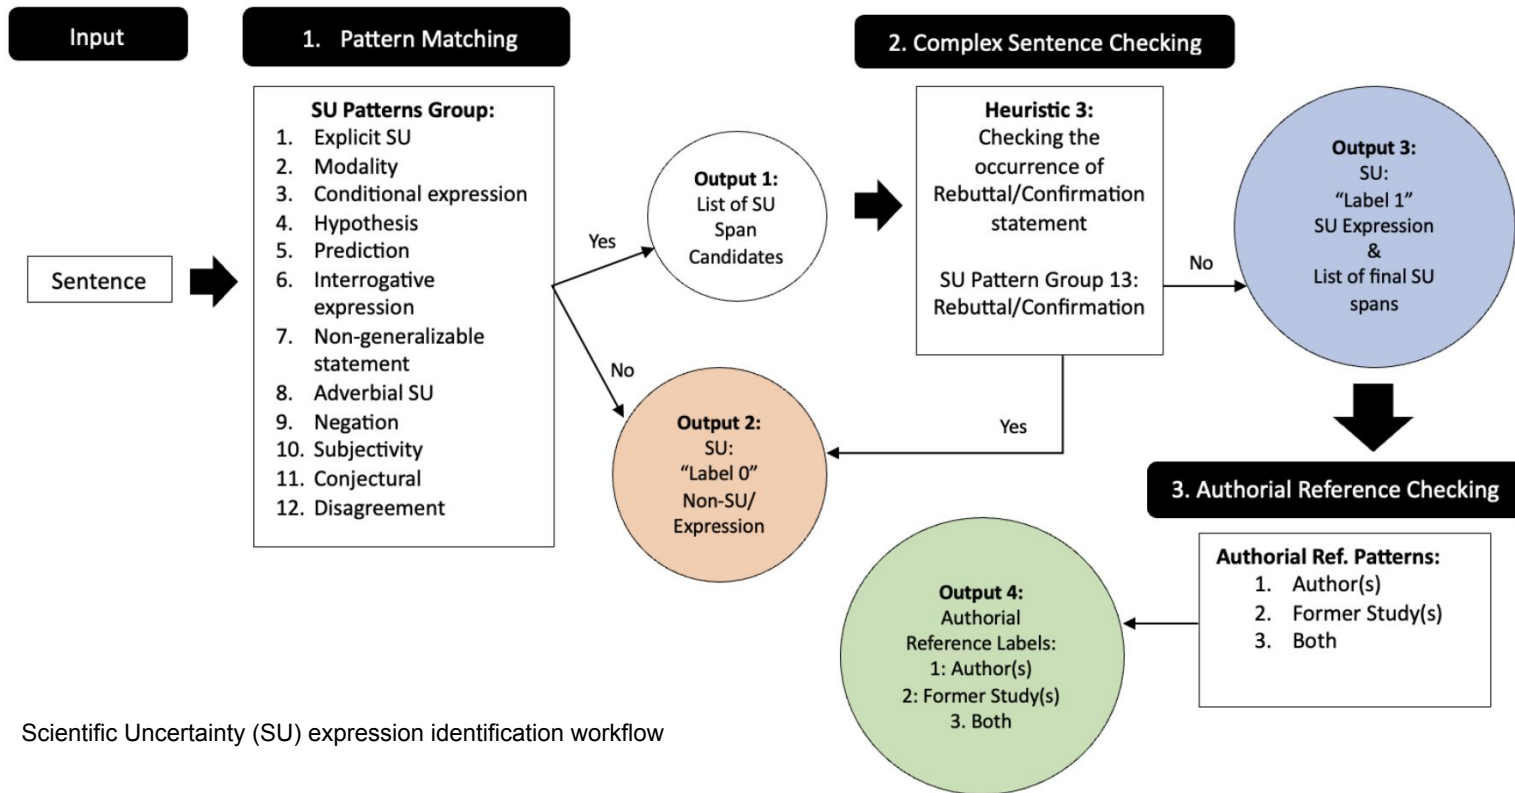 Input
1. Pattern Matching
2. Complex Sentence Checking
Sentence
SU Patterns Group:
1. Explicit SU
2. Modality
3. Conditional expression
4. Hypothesis
5. Prediction
6. Interrogative
expression
7. Non-generalizable
statement
8. Adverbial SU
9. Negation
10. Subjectivity
11. Conjectural
12. Disagreement
Yes
No
Output 1:
List of SU
Span
Candidates
Output 2:
SU:
"Label 0"
Non-SU/
Expression
Heuristic 3:
Checking the
occurrence of
Rebuttal/Confirmation
statement
SU Pattern Group 13:
Rebuttal/Confirmation
No
Yes
Output 3:
SU:
"Label 1"
SU Expression
&
List of final SU
spans
3. Authorial Reference Checking
Authorial Ref. Patterns:
1. Author(s)
2. Former Study(s)
3. Both
Output 4:
Authorial
Reference Labels:
1: Author(s)
2: Former Study(s)
3. Both
Scientific Uncertainty (SU) expression identification workflow